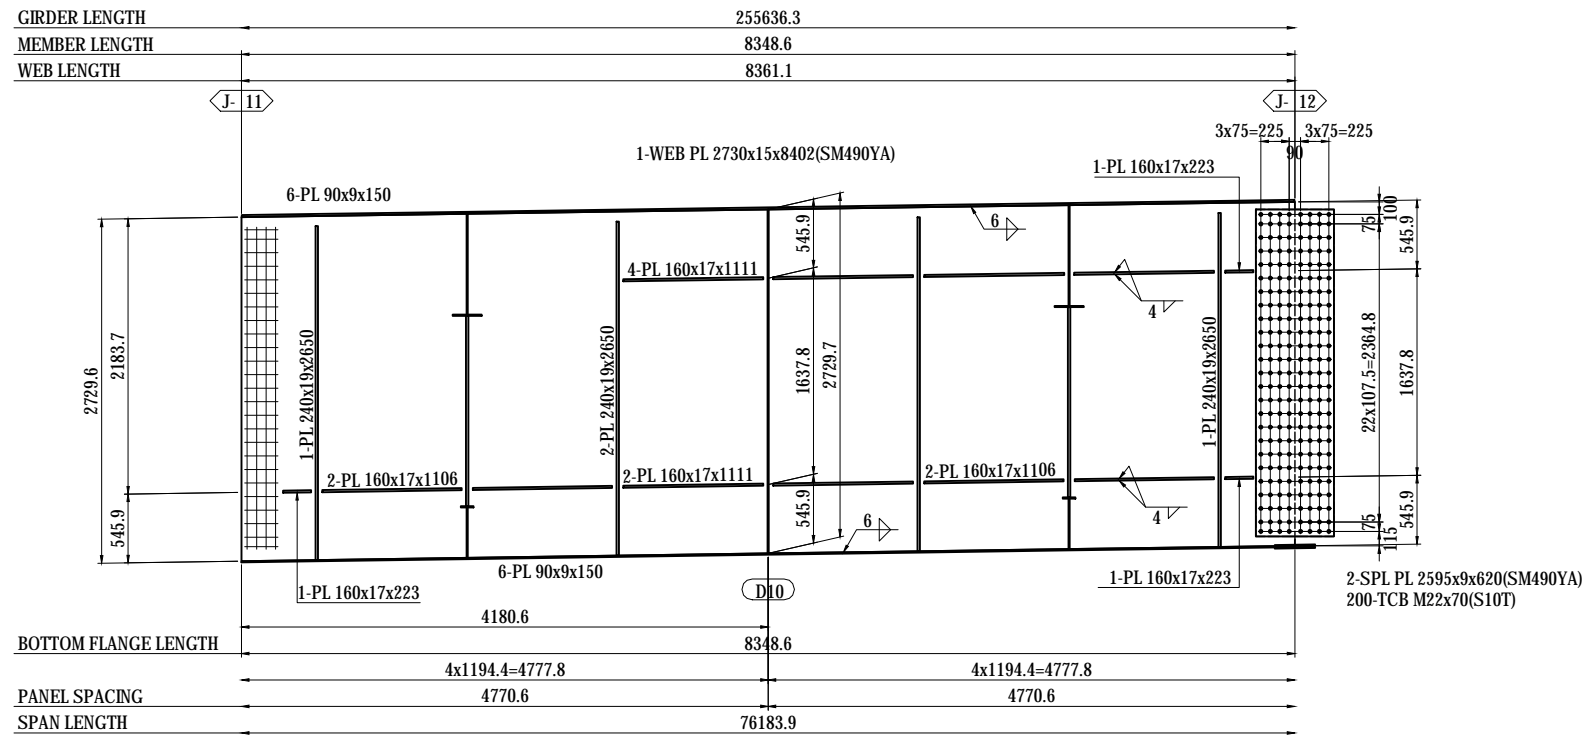 GIRDER LENGTH 255636.3
MEMBER LENGTH 8348.6
WEB LENGTH 8361.1
J- 11
J- 12
3x75=225 3x75=225
90
1-WEB PL 2730x15x8402(SM490YA)
1-PL 160x17x223
6-PL 90x9x150
6
100
75
545.9
545.9
4-PL 160x17x1111
4
2729.6
2183.7
1-PL 240x19x2650
2-PL 240x19x2650
1637.8
2729.7
1-PL 240x19x2650
22x107.5=2364.8
1637.8
2-PL 160x17x1106
2-PL 160x17x1111
2-PL 160x17x1106
545.9
545.9
6
4
75
115
545.9
6-PL 90x9x150
1-PL 160x17x223
1-PL 160x17x223
D10
2-SPL PL 2595x9x620(SM490YA)
200-TCB M22x70(S10T)
4180.6
BOTTOM FLANGE LENGTH 8348.6
4x1194.4=4777.8 4x1194.4=4777.8
PANEL SPACING 4770.6 4770.6
SPAN LENGTH 76183.9